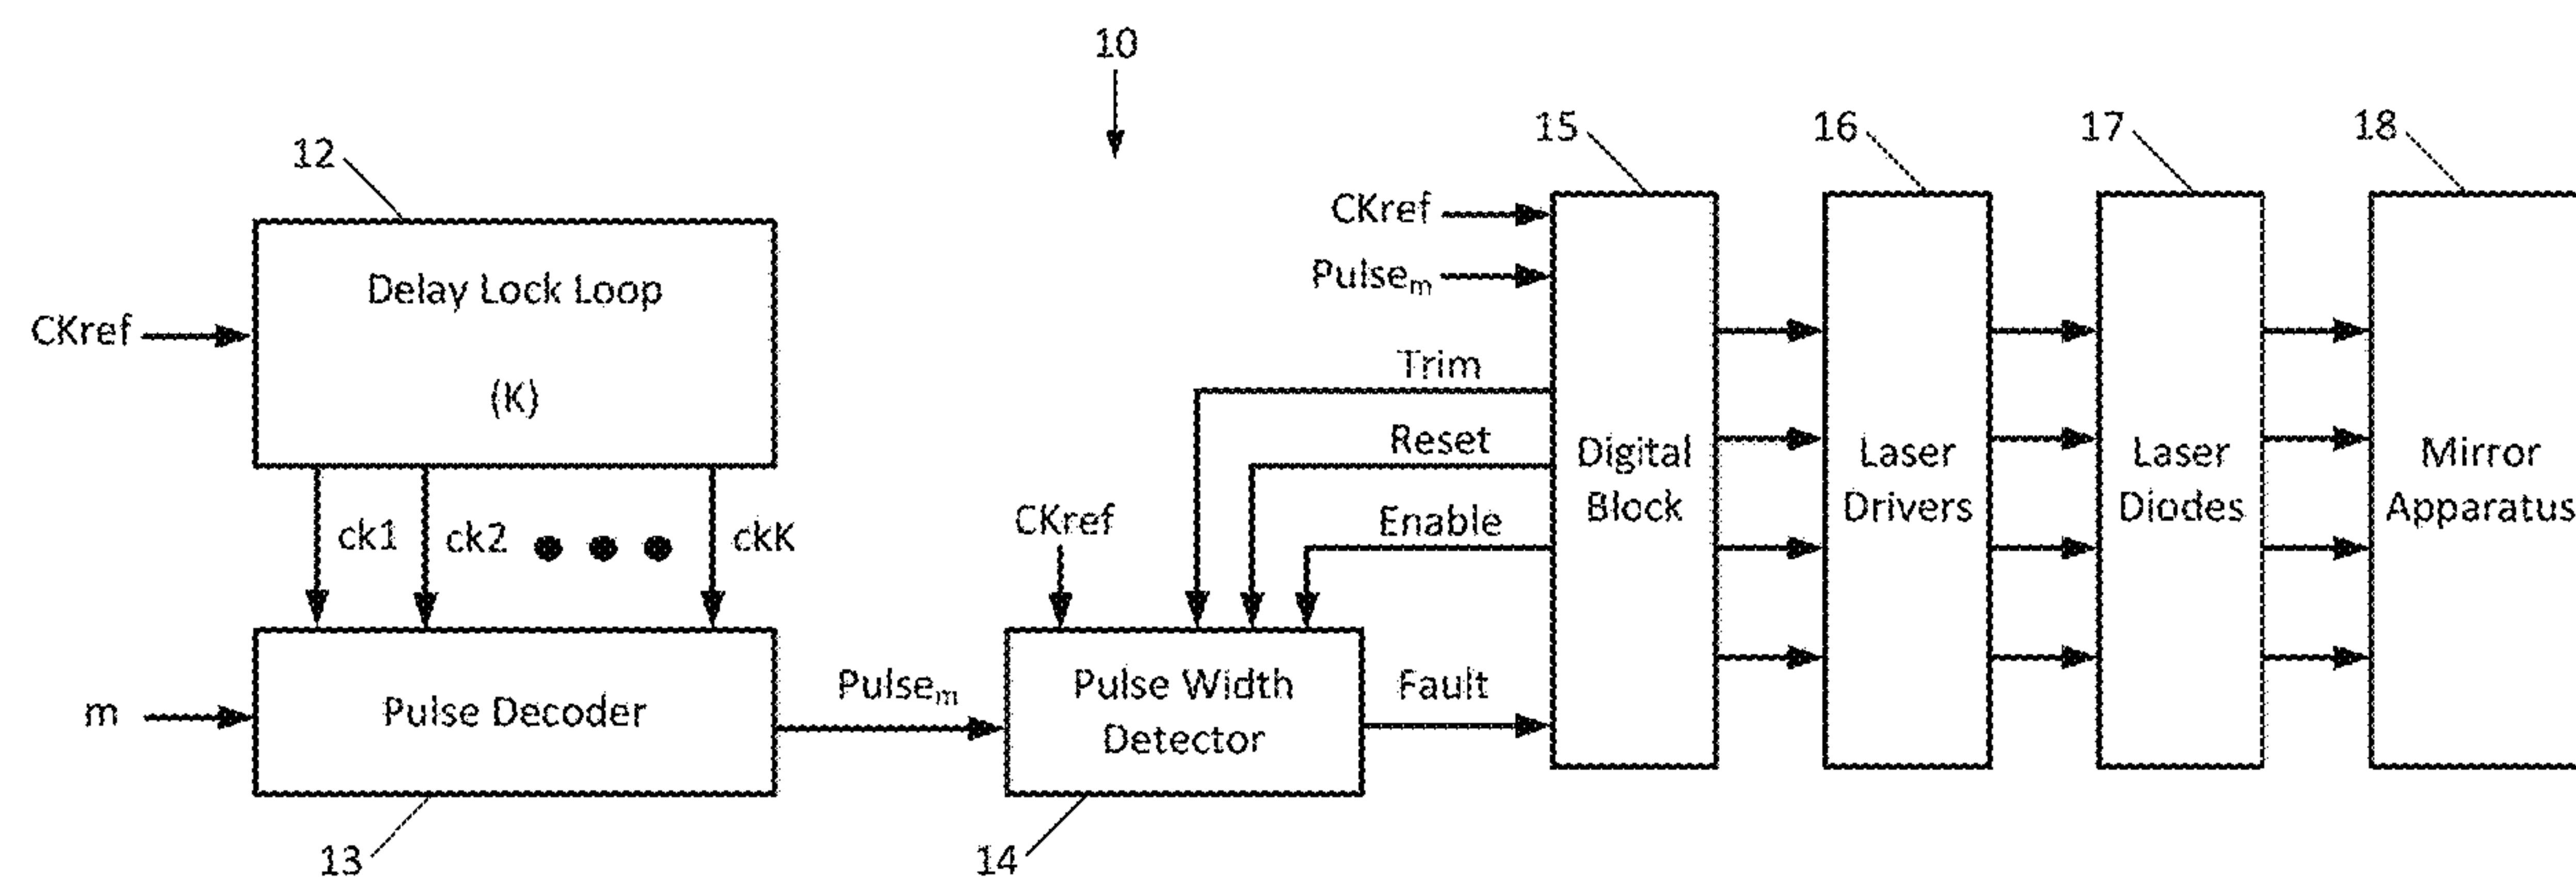 10
12
15
16
17
18
CKref
Pulsem
Delay Lock Loop
(K)
CKref
Trim
Reset
Enable
Digital
Block
Laser
Drivers
Laser
Diodes
Mirror
Apparatus
ck1
ck2
ckK
CKref
m
Pulse Decoder
Pulsem
Pulse Width
Detector
Fault
13
14